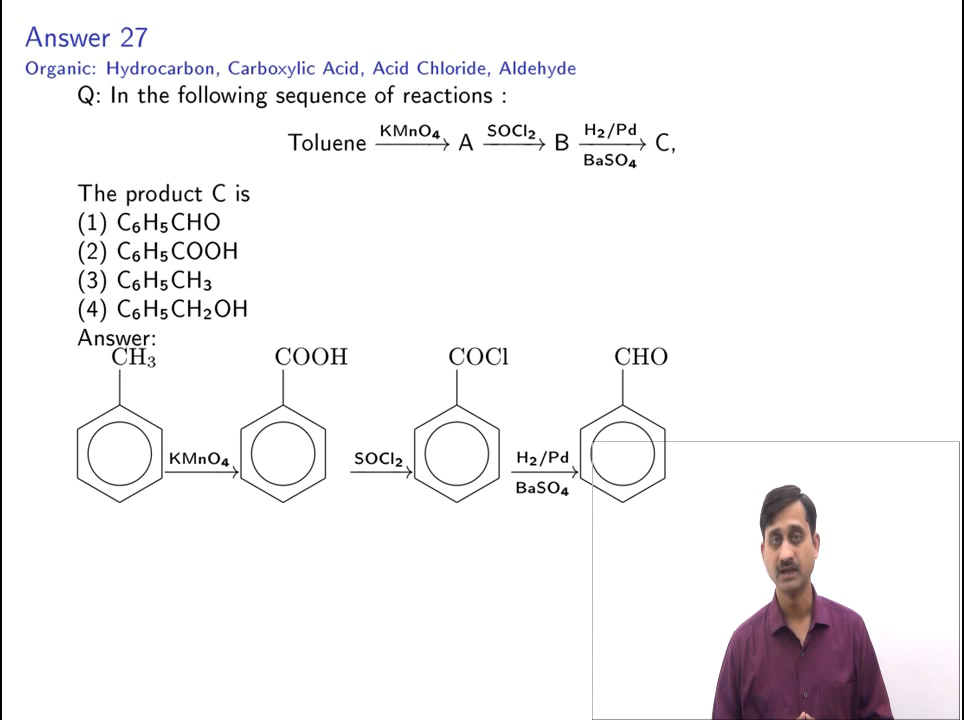 Answer 27
Organic: Hydrocarbon, Carboxylic Acid, Acid Chloride, Aldehyde
Q: In the following sequence of reactions :
Toluene KMnO₄ A SOCl₂ B H₂/Pd BaSO₄ C,
The product C is
(1) C₆H₅CHO
(2) C₆H₅COOH
(3) C₆H₅CH₃
(4) C₆H₅CH₂OH
Answer:
CH₃ COOH COCl CHO
KMnO₄ SOCl₂ H₂/Pd
BaSO₄